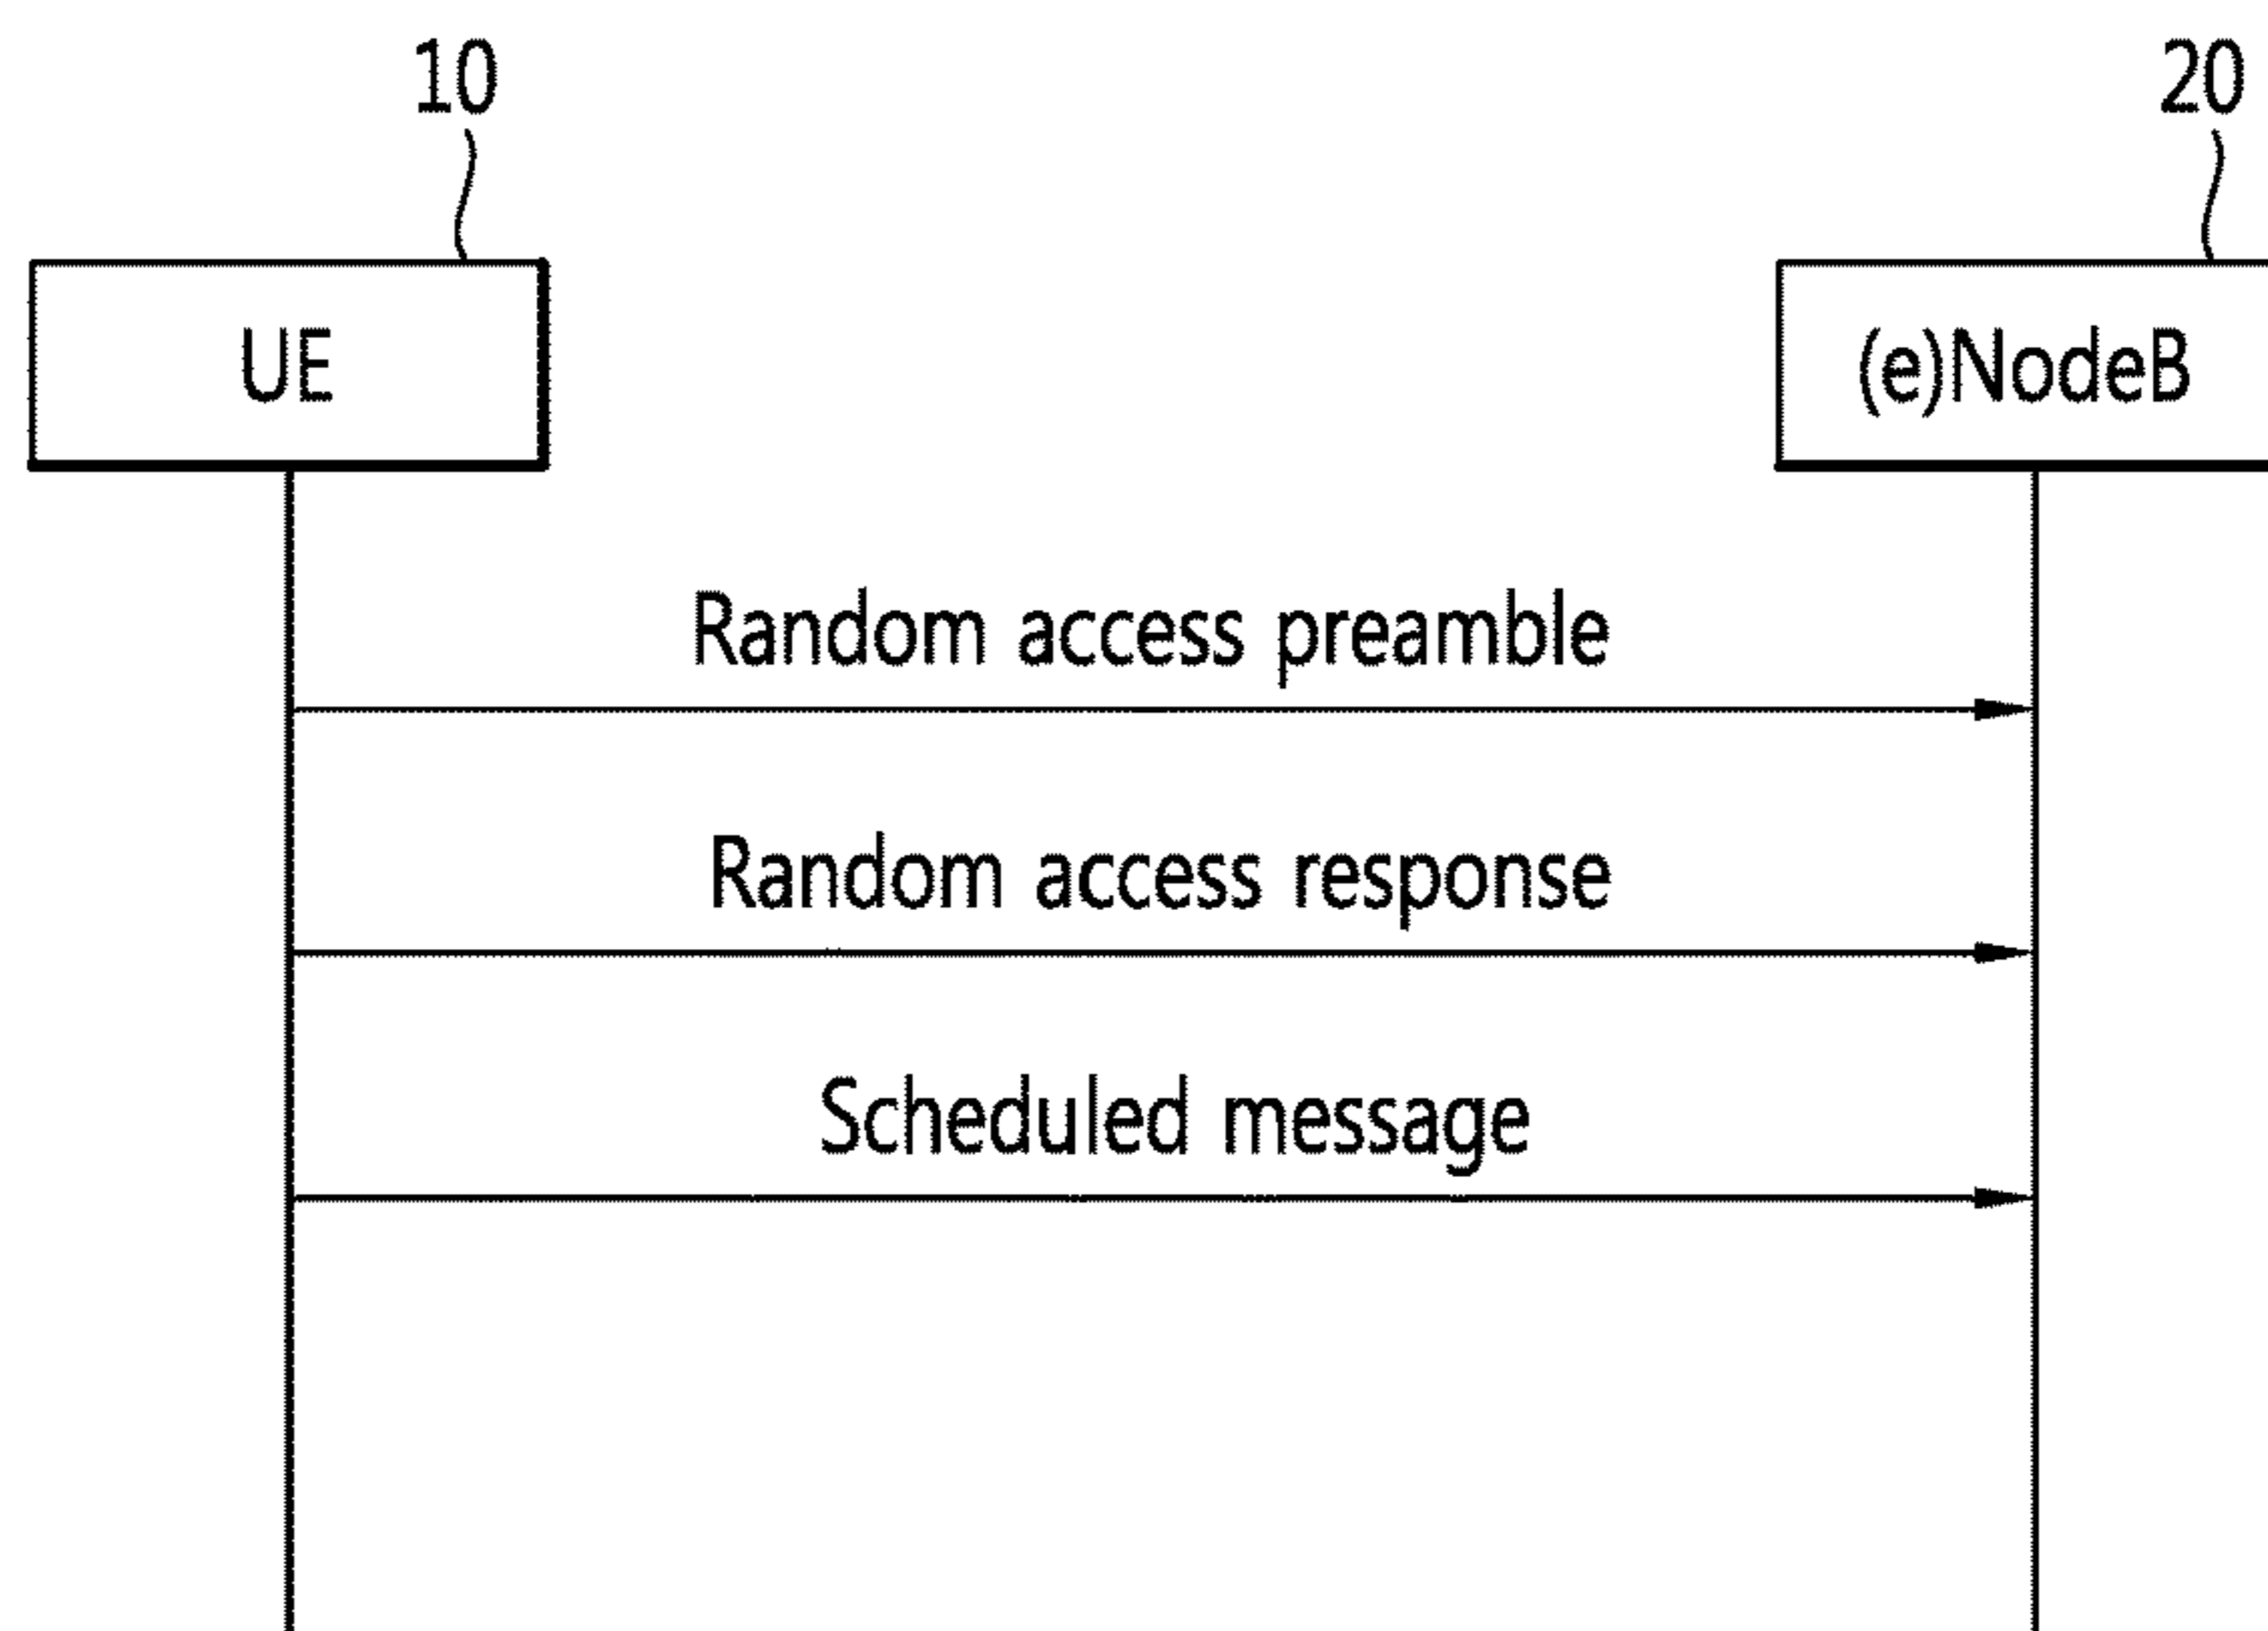 10
20
UE
(e)NodeB
Random access preamble
Random access response
Scheduled message